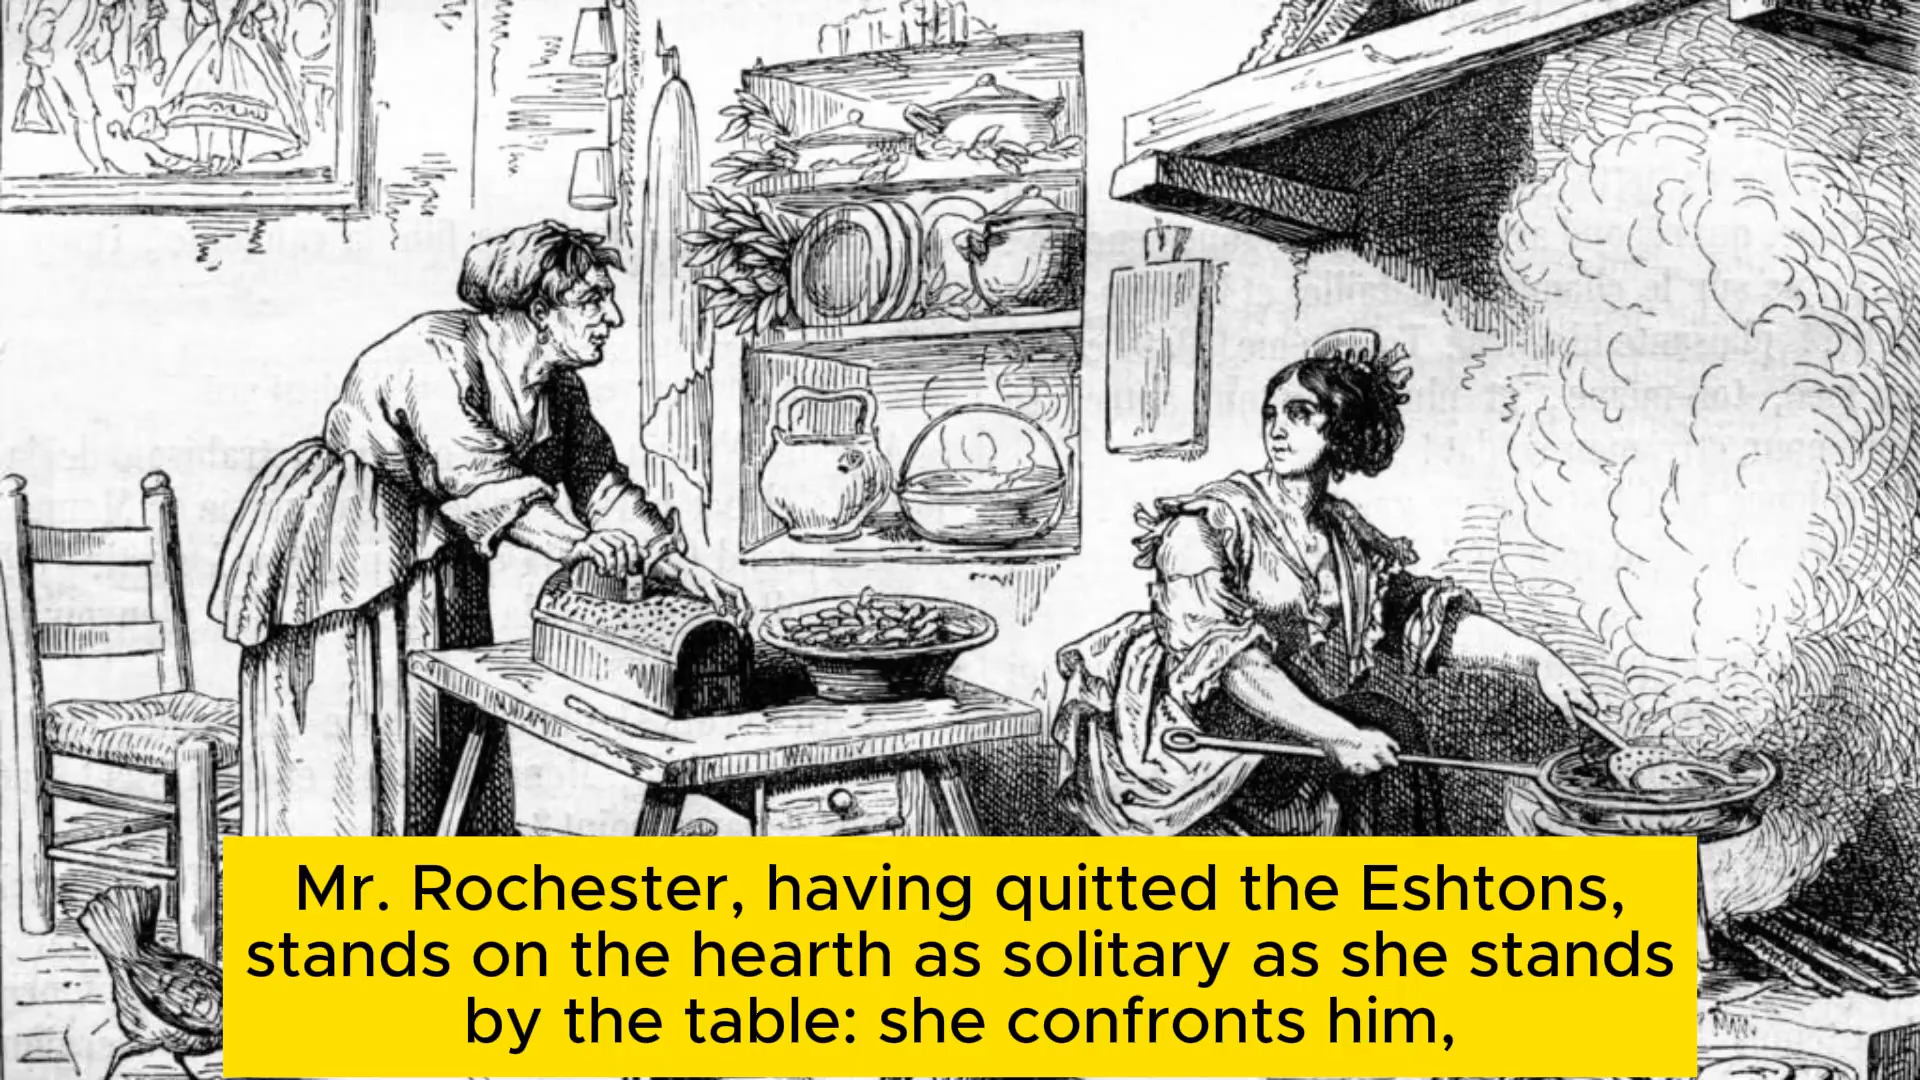 Mr. Rochester, having quitted the Eshtons,
stands on the hearth as solitary as she stands
by the table: she confronts him,